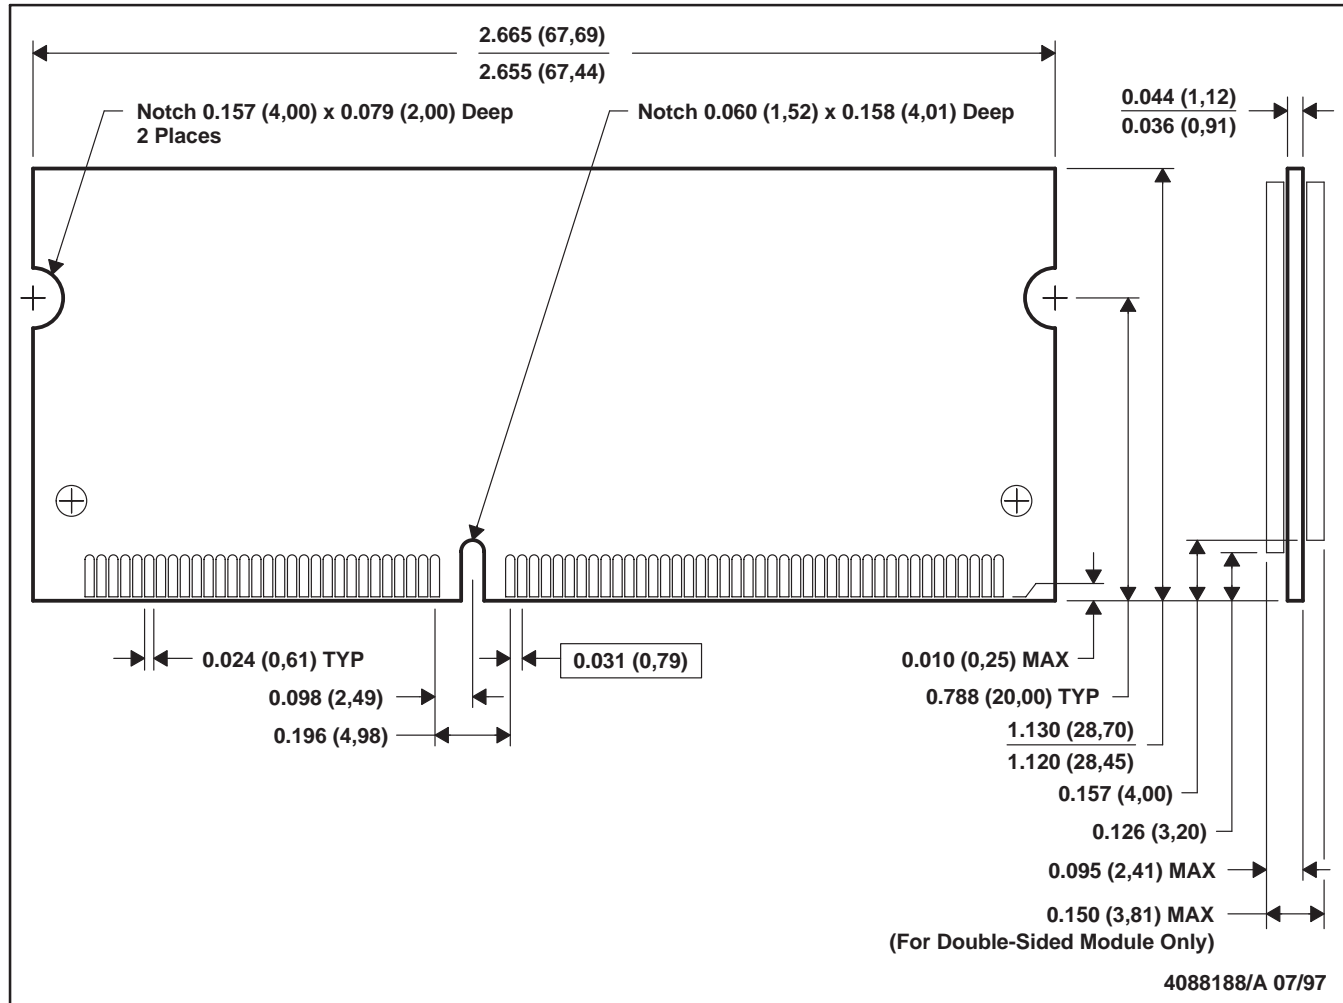 2.665 (67,69)
2.655 (67,44)
Notch 0.157 (4,00) x 0.079 (2,00) Deep
2 Places
Notch 0.060 (1,52) x 0.158 (4,01) Deep
0.044 (1,12)
0.036 (0,91)
0.024 (0,61) TYP
0.031 (0,79)
0.010 (0,25) MAX
0.098 (2,49)
0.788 (20,00) TYP
0.196 (4,98)
1.130 (28,70)
1.120 (28,45)
0.157 (4,00)
0.126 (3,20)
0.095 (2,41) MAX
0.150 (3,81) MAX
(For Double-Sided Module Only)
4088188/A 07/97